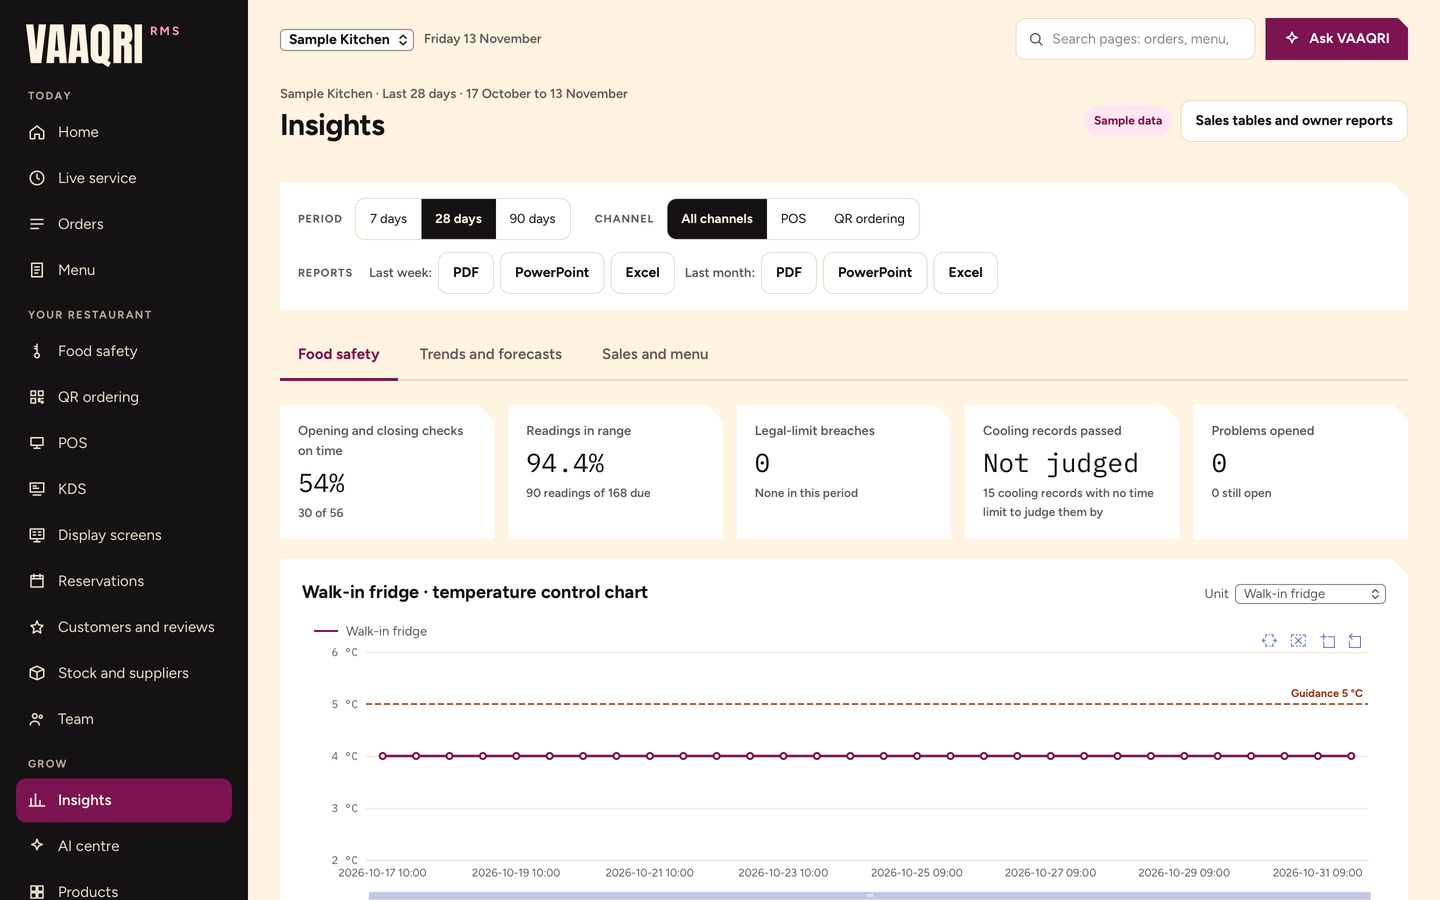 VAAQRI RMS
TODAY
Home
Live service
Orders
Menu
YOUR RESTAURANT
Food safety
QR ordering
POS
KDS
Display screens
Reservations
Customers and reviews
Stock and suppliers
Team
GROW
Insights
AI centre
Products
Sample Kitchen Friday 13 November
Search pages: orders, menu,
Ask VAAQRI
Sample Kitchen · Last 28 days · 17 October to 13 November
Insights
Sample data
Sales tables and owner reports
PERIOD 7 days 28 days 90 days CHANNEL All channels POS QR ordering
REPORTS Last week: PDF PowerPoint Excel Last month: PDF PowerPoint Excel
Food safety Trends and forecasts Sales and menu
Opening and closing checks
on time
54%
30 of 56
Readings in range
94.4%
90 readings of 168 due
Legal-limit breaches
0
None in this period
Cooling records passed
Not judged
15 cooling records with no time
limit to judge them by
Problems opened
0
0 still open
Walk-in fridge · temperature control chart
Unit Walk-in fridge
Walk-in fridge
6 °C
Guidance 5 °C
5 °C
4 °C
3 °C
2 °C
2026-10-17 10:00 2026-10-19 10:00 2026-10-21 10:00 2026-10-23 10:00 2026-10-25 09:00 2026-10-27 09:00 2026-10-29 09:00 2026-10-31 09:00